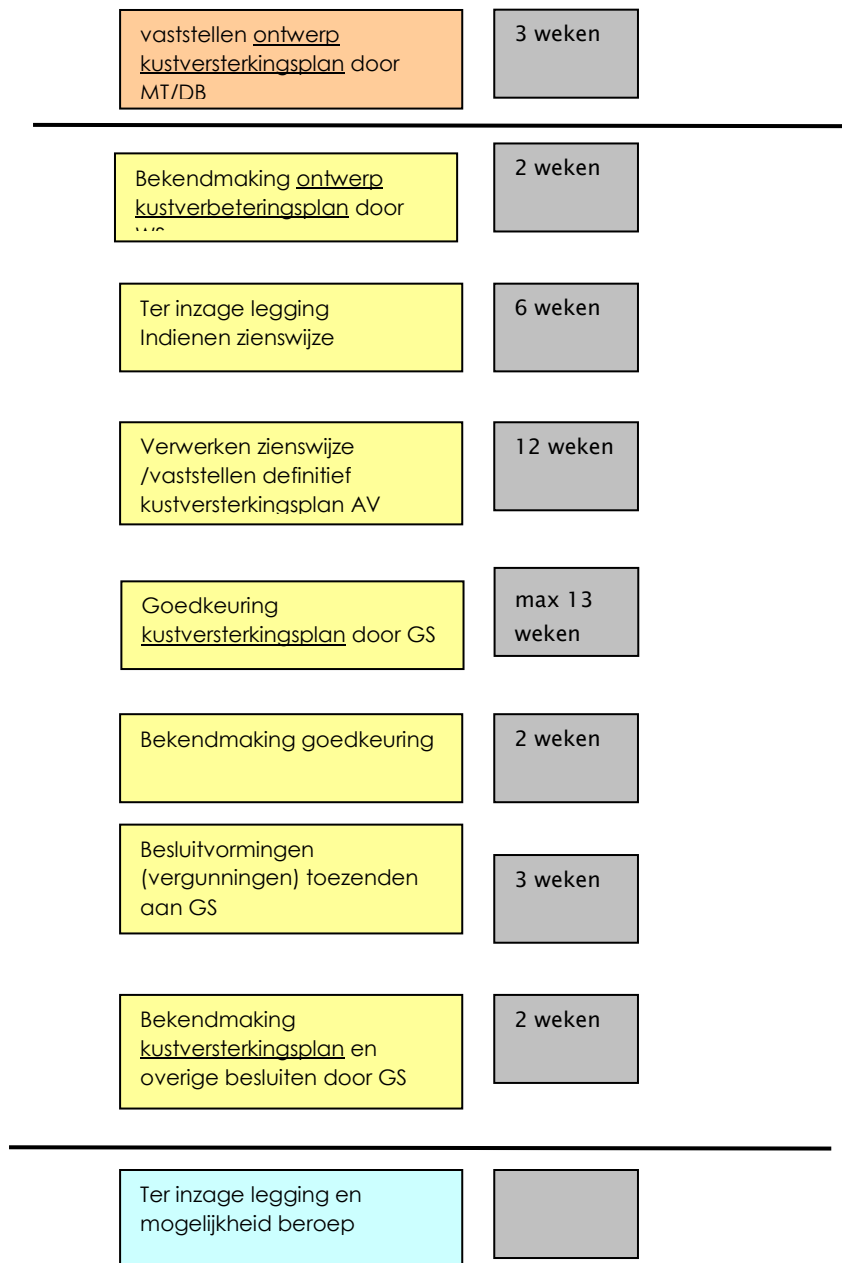 vaststellen ontwerp
kustversterkingsplan door
MT/DB
3 weken
Bekendmaking ontwerp
kustverbeteringsplan door
WS
2 weken
Ter inzage legging
Indienen zienswijze
6 weken
Verwerken zienswijze
/vaststellen definitief
kustversterkingsplan AV
12 weken
Goedkeuring
kustversterkingsplan door GS
max 13
weken
Bekendmaking goedkeuring
2 weken
Besluitvormingen
(vergunningen) toezenden
aan GS
3 weken
Bekendmaking
kustversterkingsplan en
overige besluiten door GS
2 weken
Ter inzage legging en
mogelijkheid beroep